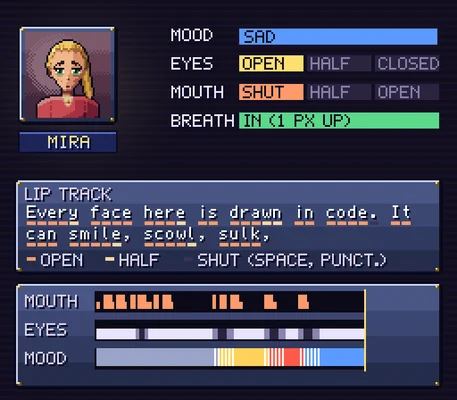 MOOD SAD
EYES OPEN HALF CLOSED
MOUTH SHUT HALF OPEN
BREATH IN (1 PX UP)
MIRA
LIP TRACK
Every face here is drawn in code. It
can smile, scowl, sulk,
OPEN HALF SHUT (SPACE, PUNCT.)
MOUTH
EYES
MOOD